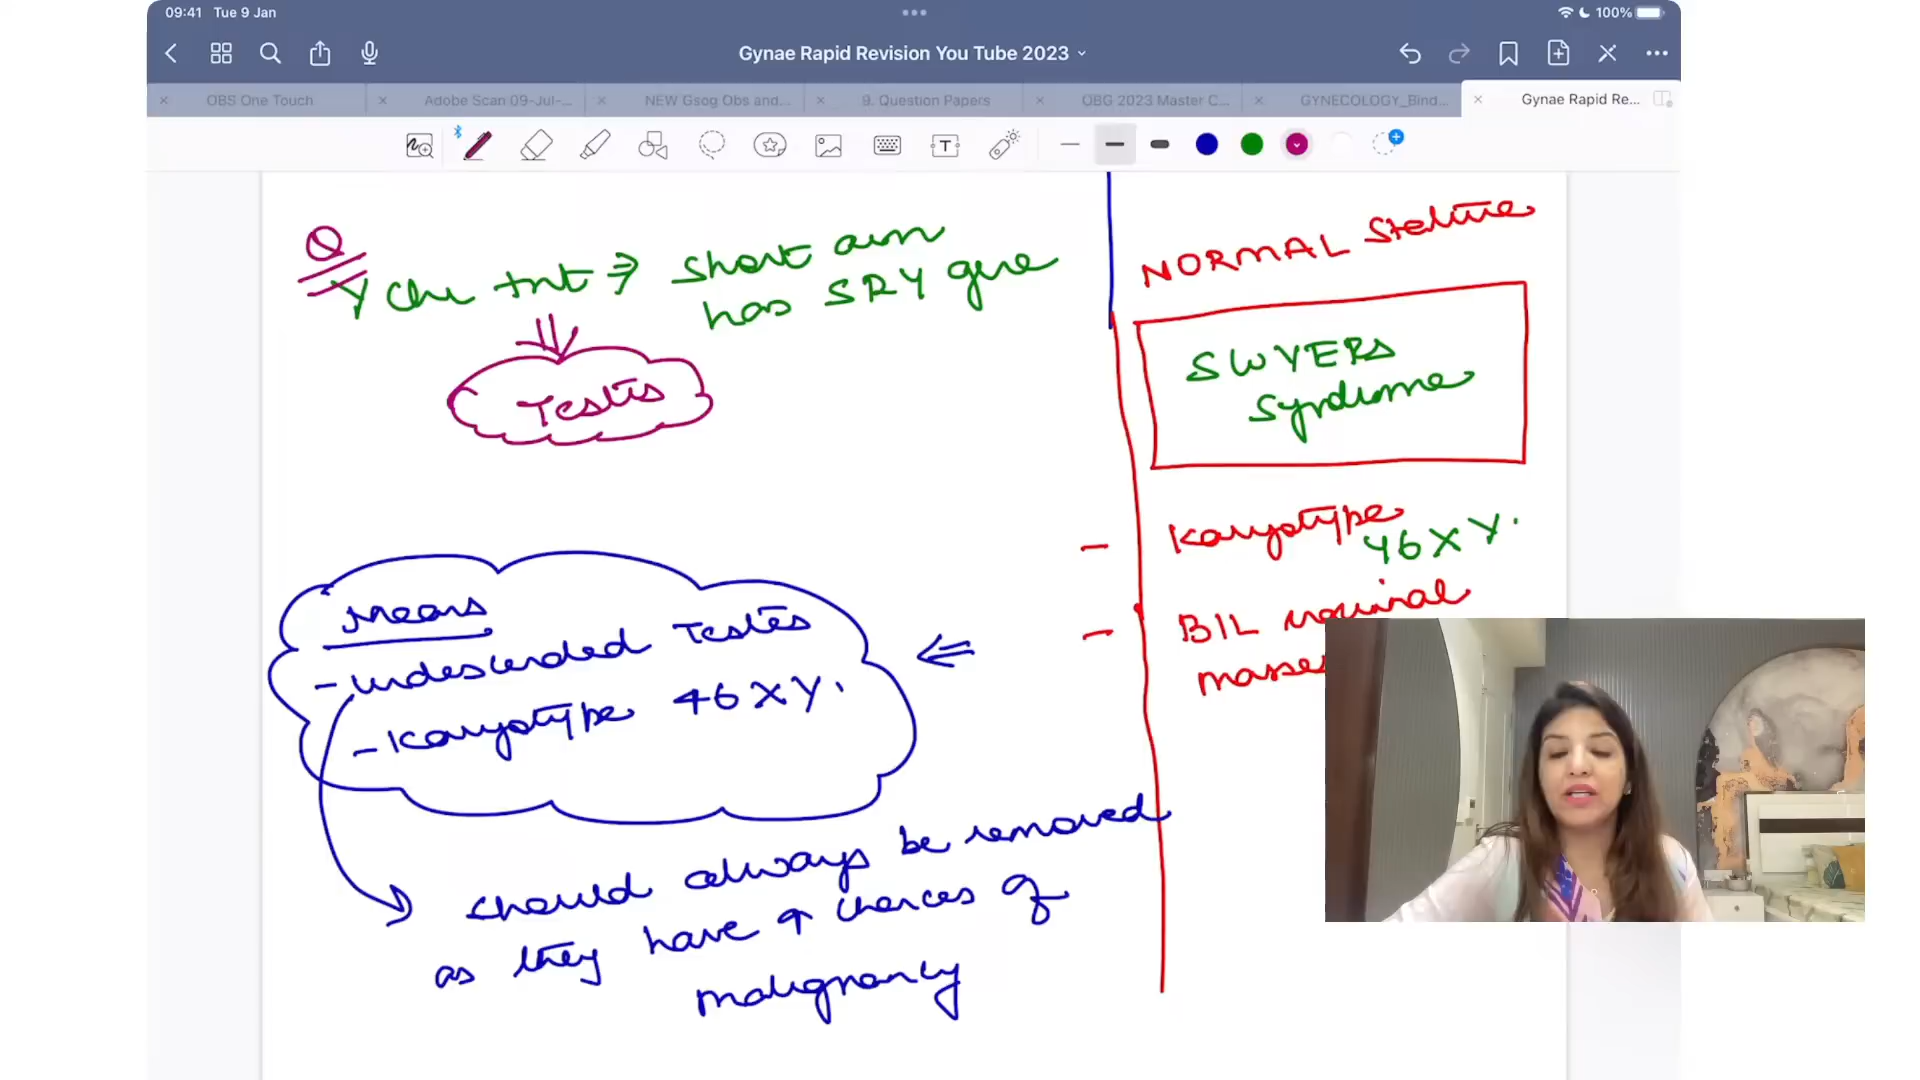 09:41 Tue 9 Jan
100%
Gynae Rapid Revision You Tube 2023
OBS One Touch
Adobe Scan 09-Jul-...
NEW Gsog Obs and...
9. Question Papers
OBG 2023 Master C...
GYNECOLOGY_Bind...
Gynae Rapid Re...
Q
Y Chr tnt ⇒ short arm
has SRY gene
Testis
Means
- undescended Testes
- Karyotype 46XY.
should always be removed
as they have ↑ chances of
malignancy
NORMAL Stature
SWYERS
Syndrome
- Karyotype
46XY.
- BIL inguinal
masses